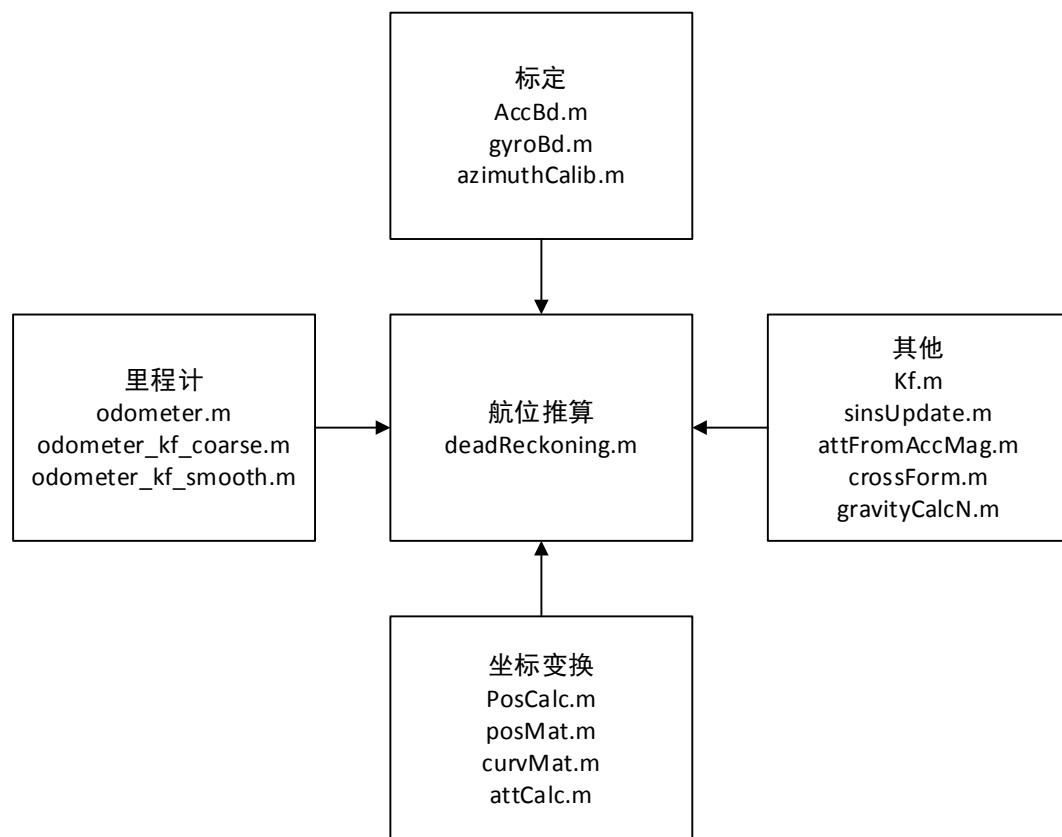 标定
AccBd.m
gyroBd.m
azimuthCalib.m
里程计
odometer.m
odometer_kf_coarse.m
odometer_kf_smooth.m
航位推算
deadReckoning.m
其他
Kf.m
sinsUpdate.m
attFromAccMag.m
crossForm.m
gravityCalcN.m
坐标变换
PosCalc.m
posMat.m
curvMat.m
attCalc.m